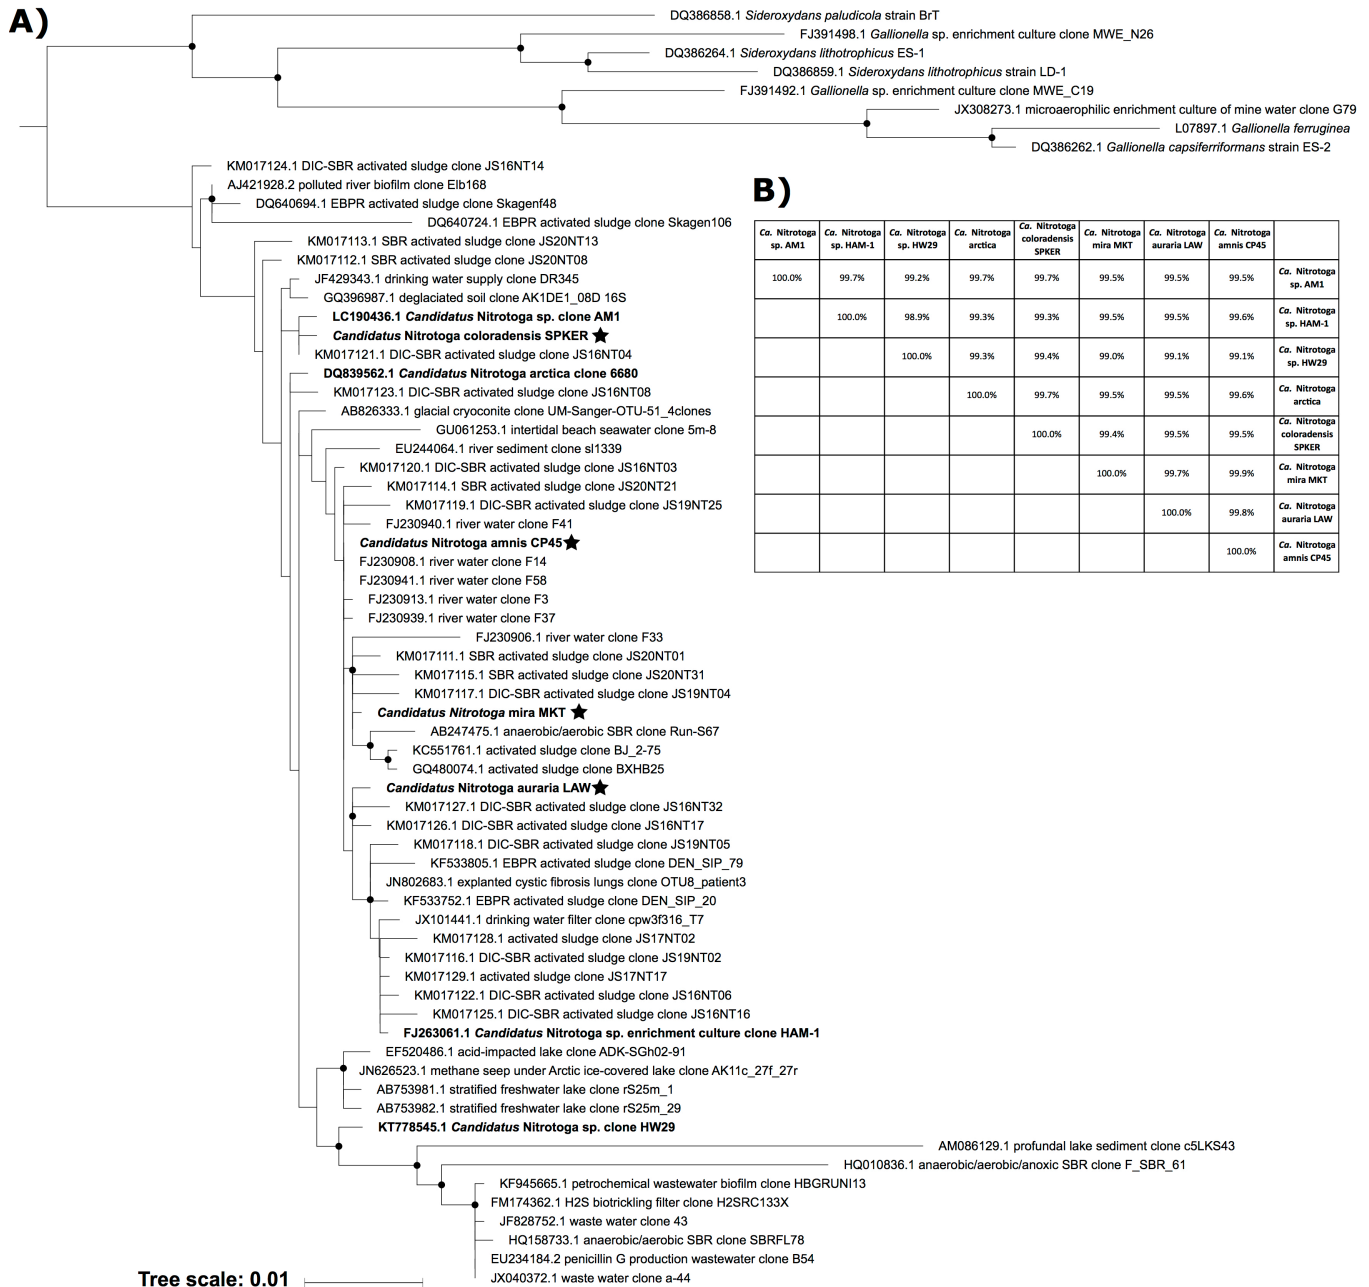 A)
DQ386858.1 Sideroxydans paludicola strain BrT
FJ391498.1 Gallionella sp. enrichment culture clone MWE_N26
DQ386264.1 Sideroxydans lithotrophicus ES-1
DQ386859.1 Sideroxydans lithotrophicus strain LD-1
FJ391492.1 Gallionella sp. enrichment culture clone MWE_C19
JX308273.1 microaerophilic enrichment culture of mine water clone G79
L07897.1 Gallionella ferruginea
DQ386262.1 Gallionella capsiferriformans strain ES-2
KM017124.1 DIC-SBR activated sludge clone JS16NT14
AJ421928.2 polluted river biofilm clone Elb168
DQ640694.1 EBPR activated sludge clone Skagenf48
DQ640724.1 EBPR activated sludge clone Skagen106
KM017113.1 SBR activated sludge clone JS20NT13
KM017112.1 SBR activated sludge clone JS20NT08
JF429343.1 drinking water supply clone DR345
GQ396987.1 deglaciated soil clone AK1DE1_08D 16S
LC190436.1 Candidatus Nitrotoga sp. clone AM1
Candidatus Nitrotoga coloradensis SPKER
KM017121.1 DIC-SBR activated sludge clone JS16NT04
DQ839562.1 Candidatus Nitrotoga arctica clone 6680
KM017123.1 DIC-SBR activated sludge clone JS16NT08
AB826333.1 glacial cryoconite clone UM-Sanger-OTU-51_4clones
GU061253.1 intertidal beach seawater clone 5m-8
EU244064.1 river sediment clone sl1339
KM017120.1 DIC-SBR activated sludge clone JS16NT03
KM017114.1 SBR activated sludge clone JS20NT21
KM017119.1 DIC-SBR activated sludge clone JS19NT25
FJ230940.1 river water clone F41
Candidatus Nitrotoga amnis CP45
FJ230908.1 river water clone F14
FJ230941.1 river water clone F58
FJ230913.1 river water clone F3
FJ230939.1 river water clone F37
FJ230906.1 river water clone F33
KM017111.1 SBR activated sludge clone JS20NT01
KM017115.1 SBR activated sludge clone JS20NT31
KM017117.1 DIC-SBR activated sludge clone JS19NT04
Candidatus Nitrotoga mira MKT
AB247475.1 anaerobic/aerobic SBR clone Run-S67
KC551761.1 activated sludge clone BJ_2-75
GQ480074.1 activated sludge clone BXHB25
Candidatus Nitrotoga auraria LAW
KM017127.1 DIC-SBR activated sludge clone JS16NT32
KM017126.1 DIC-SBR activated sludge clone JS16NT17
KM017118.1 DIC-SBR activated sludge clone JS19NT05
KF533805.1 EBPR activated sludge clone DEN_SIP_79
JN802683.1 explanted cystic fibrosis lungs clone OTU8_patient3
KF533752.1 EBPR activated sludge clone DEN_SIP_20
JX101441.1 drinking water filter clone cpw3f316_T7
KM017128.1 activated sludge clone JS17NT02
KM017116.1 DIC-SBR activated sludge clone JS19NT02
KM017129.1 activated sludge clone JS17NT17
KM017122.1 DIC-SBR activated sludge clone JS16NT06
KM017125.1 DIC-SBR activated sludge clone JS16NT16
FJ263061.1 Candidatus Nitrotoga sp. enrichment culture clone HAM-1
EF520486.1 acid-impacted lake clone ADK-SGh02-91
JN626523.1 methane seep under Arctic ice-covered lake clone AK11c_27f_27r
AB753981.1 stratified freshwater lake clone rS25m_1
AB753982.1 stratified freshwater lake clone rS25m_29
KT778545.1 Candidatus Nitrotoga sp. clone HW29
AM086129.1 profundal lake sediment clone c5LKS43
HQ010836.1 anaerobic/aerobic/anoxic SBR clone F_SBR_61
KF945665.1 petrochemical wastewater biofilm clone HBGRUNI13
FM174362.1 H2S biotrickling filter clone H2SRC133X
JF828752.1 waste water clone 43
HQ158733.1 anaerobic/aerobic SBR clone SBRFL78
EU234184.2 penicillin G production wastewater clone B54
JX040372.1 waste water clone a-44
Tree scale: 0.01
B)
Ca. Nitrotoga sp. AM1
Ca. Nitrotoga sp. HAM-1
Ca. Nitrotoga sp. HW29
Ca. Nitrotoga arctica
Ca. Nitrotoga coloradensis SPKER
Ca. Nitrotoga mira MKT
Ca. Nitrotoga auraria LAW
Ca. Nitrotoga amnis CP45
100.0% 99.7% 99.2% 99.7% 99.7% 99.5% 99.5% 99.5% Ca. Nitrotoga sp. AM1
100.0% 98.9% 99.3% 99.3% 99.5% 99.5% 99.6% Ca. Nitrotoga sp. HAM-1
100.0% 99.3% 99.4% 99.0% 99.1% 99.1% Ca. Nitrotoga sp. HW29
100.0% 99.7% 99.5% 99.5% 99.6% Ca. Nitrotoga arctica
100.0% 99.4% 99.5% 99.5% Ca. Nitrotoga coloradensis SPKER
100.0% 99.7% 99.9% Ca. Nitrotoga mira MKT
100.0% 99.8% Ca. Nitrotoga auraria LAW
100.0% Ca. Nitrotoga amnis CP45